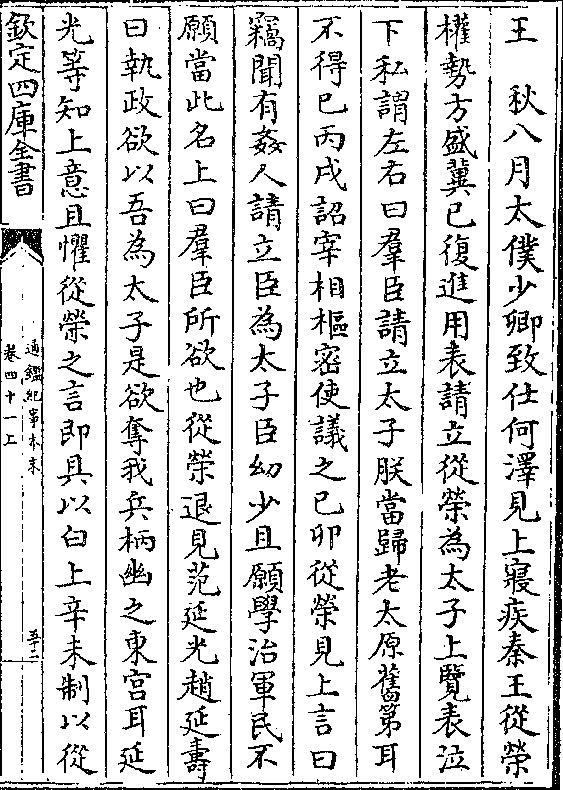 王　秋八月太僕少卿致仕何澤見上寢疾秦王從榮
權勢方盛冀已復進用表請立從榮為太子上覽表泣
下私謂左右曰羣臣請立太子朕當歸老太原舊第耳
不得已丙戌詔宰相樞密使議之已卯從榮見上言曰
竊聞有姦人請立臣為太子臣幼少且願學治軍民不
願當此名上曰羣臣所欲也從榮退見范延光趙延壽
曰執政欲以吾為太子是欲奪我兵柄幽之東宫耳延
光等知上意且懼從榮之言即具以白上辛未制以從
欽定四庫全書
通鑑紀事本末
卷四十一上
五十二